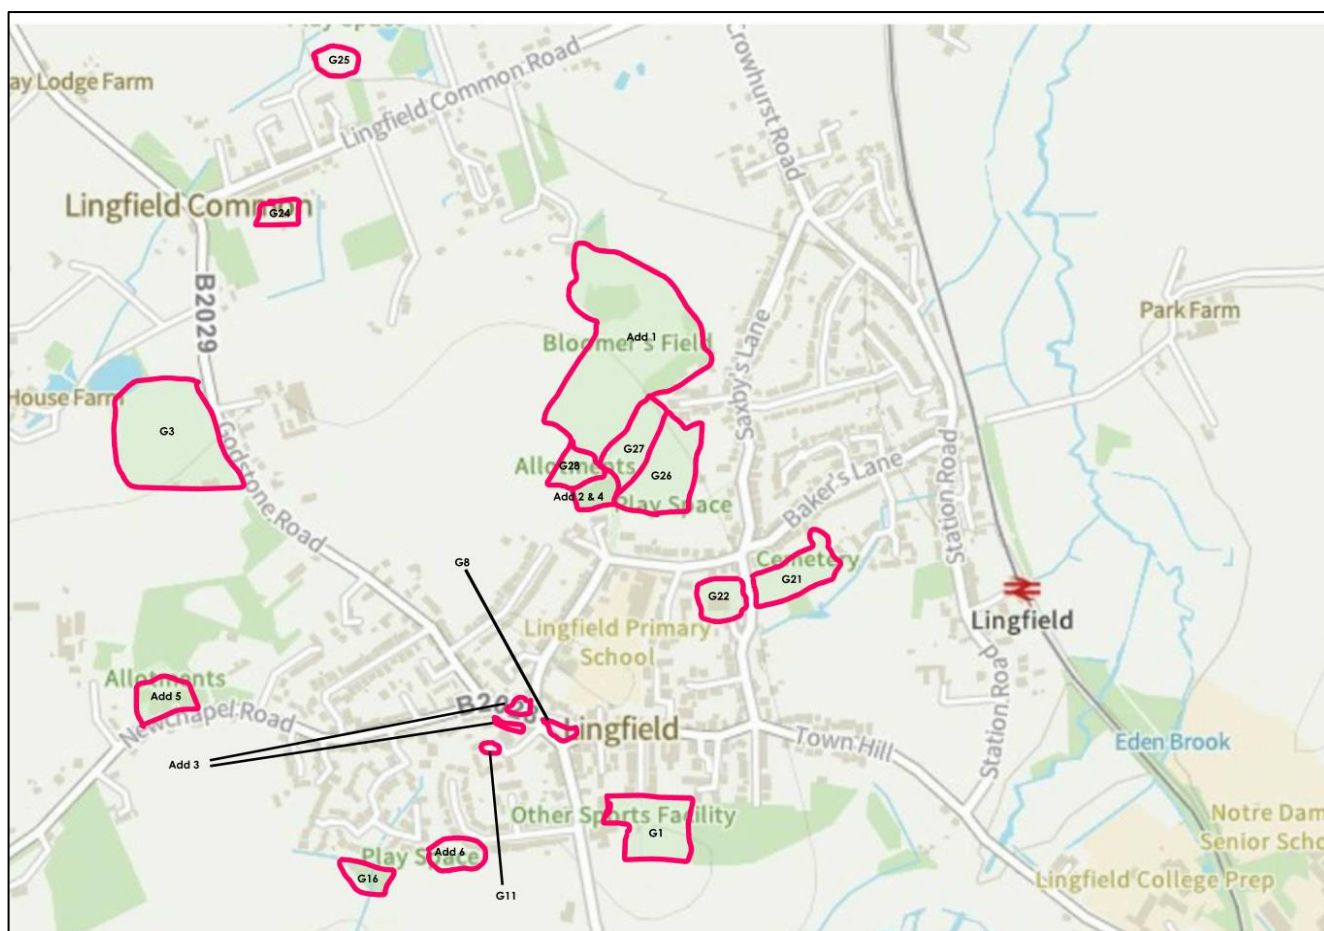 Play Space
G25
ay Lodge Farm
Lingfield Common Road
Crowhurst Road
Lingfield Common
G24
B2029
Park Farm
Add 1
Bloomer's Field
Saxby's Lane
House Farm
G3
Godstone Road
G27
Allotments
G28
G26
Add 2 & 4
Play Space
Baker's Lane
Station Road
G8
Cemetery
G21
G22
Lingfield
Lingfield Primary
School
Allotments
Add 5
Newchapel Road
B2028
Lingfield
Station Road
Town Hill
Eden Brook
Add 3
Other Sports Facility
G1
Notre Dam
Senior Scho
Play Space
Add 6
G16
G11
Lingfield College Prep